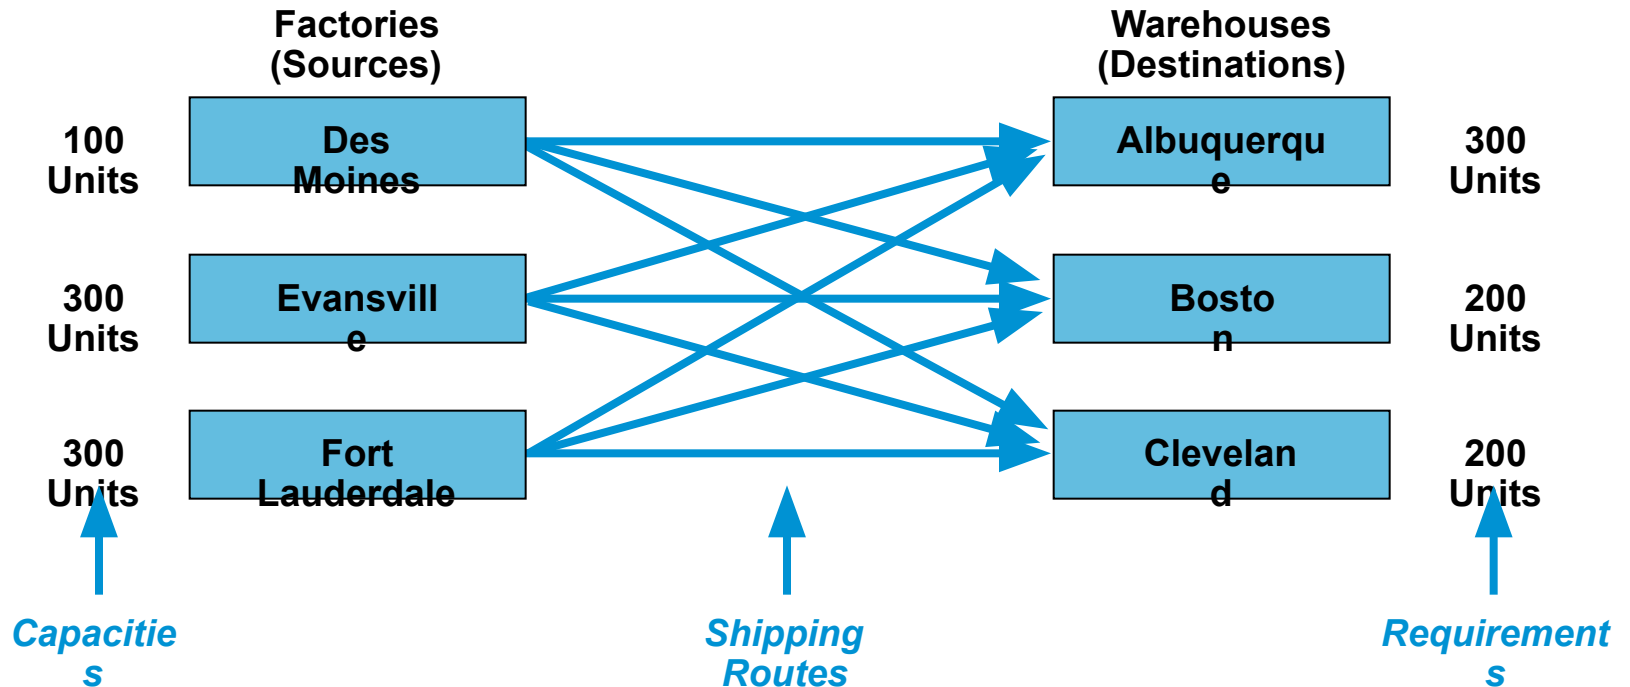 Factories
(Sources)
Warehouses
(Destinations)
100
Units
Des
Moines
Albuquerqu
e
300
Units
300
Units
Evansvill
e
Bosto
n
200
Units
300
Units
Fort
Lauderdale
Clevelan
d
200
Units
Capacitie
s
Shipping
Routes
Requirement
s